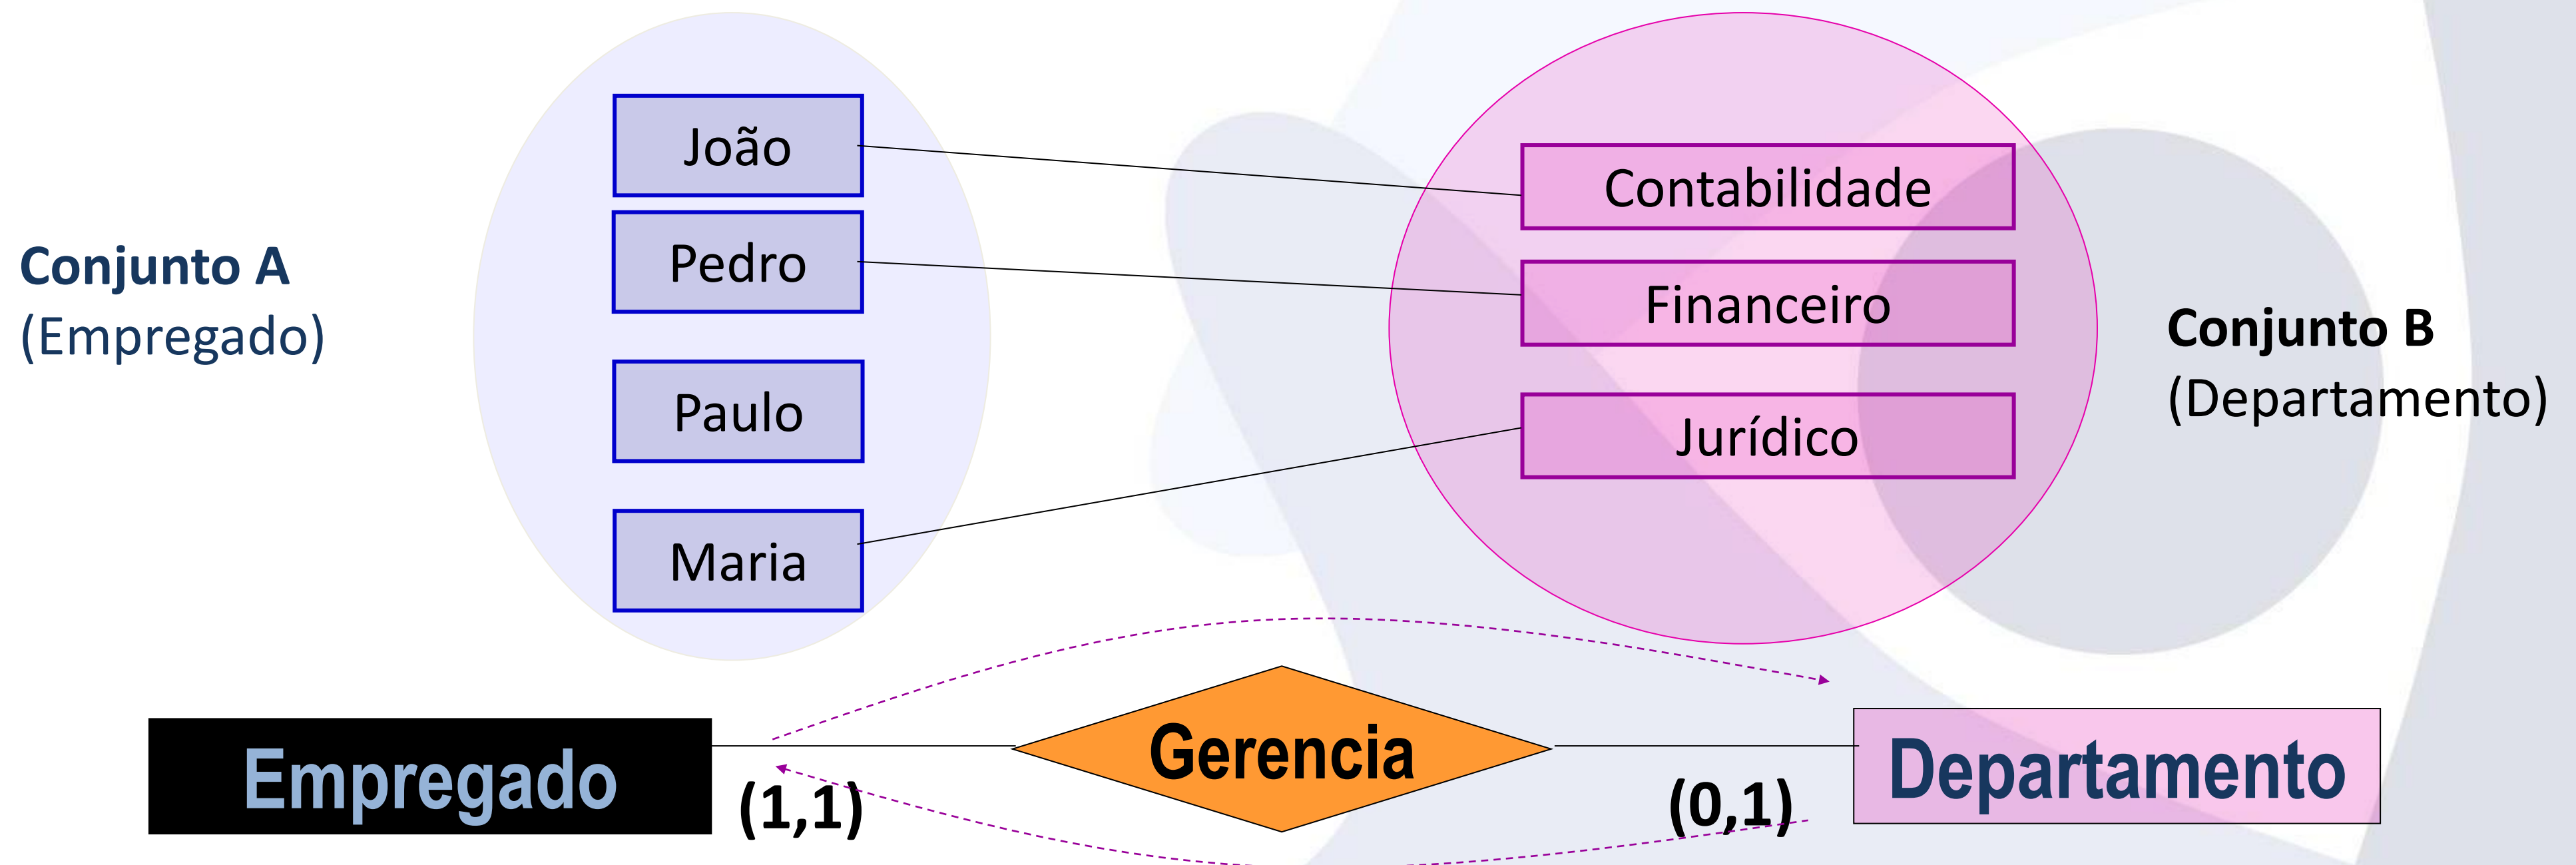 João
Pedro
Paulo
Maria
Conjunto A
(Empregado)
Contabilidade
Financeiro
Jurídico
Conjunto B
(Departamento)
Empregado
(1,1)
Gerencia
(0,1)
Departamento